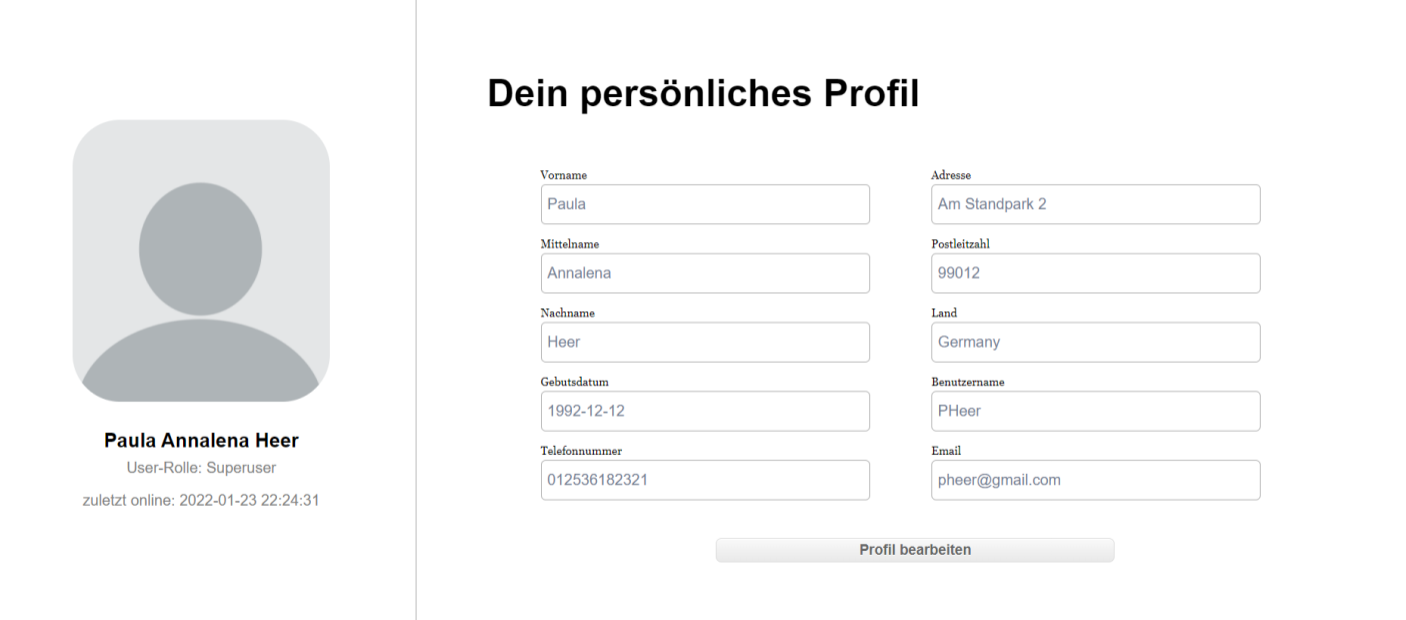 Dein persönliches Profil
Paula Annalena Heer
User-Rolle: Superuser
zuletzt online: 2022-01-23 22:24:31
Vorname
Paula
Mittelname
Annalena
Nachname
Heer
Gebutsdatum
1992-12-12
Telefonnummer
012536182321
Adresse
Am Standpark 2
Postleitzahl
99012
Land
Germany
Benutzername
PHeer
Email
pheer@gmail.com
Profil bearbeiten